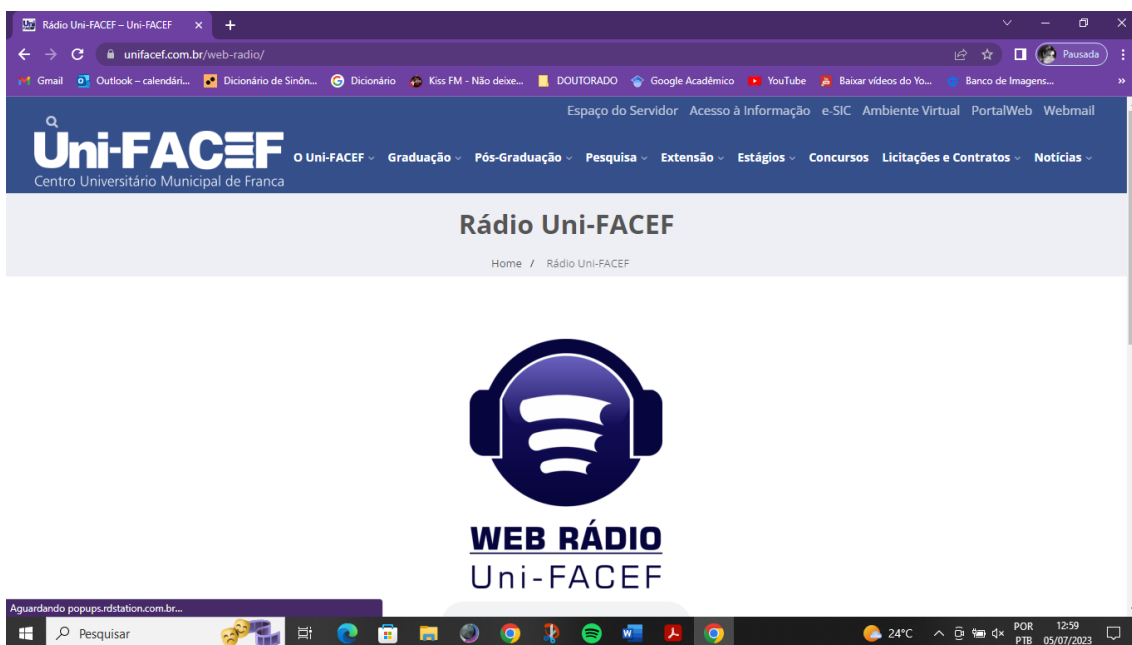 Rádio Uni-FACEF – Uni-FACEF
unifacef.com.br/web-radio/
Pausada
Gmail Outlook – calendári... Dicionário de Sinôn... Dicionário Kiss FM - Não deixe... DOUTORADO Google Acadêmico YouTube Baixar vídeos do Yo... Banco de Imagens... »
Espaço do Servidor Acesso à Informação e-SIC Ambiente Virtual PortalWeb Webmail
Uni-FACEF
Centro Universitário Municipal de Franca
O Uni-FACEF Graduação Pós-Graduação Pesquisa Extensão Estágios Concursos Licitações e Contratos Notícias
Rádio Uni-FACEF
Home / Rádio Uni-FACEF
WEB RÁDIO
Uni-FACEF
Aguardando popups.rdstation.com.br...
Pesquisar
24°C
POR
PTB
12:59
05/07/2023